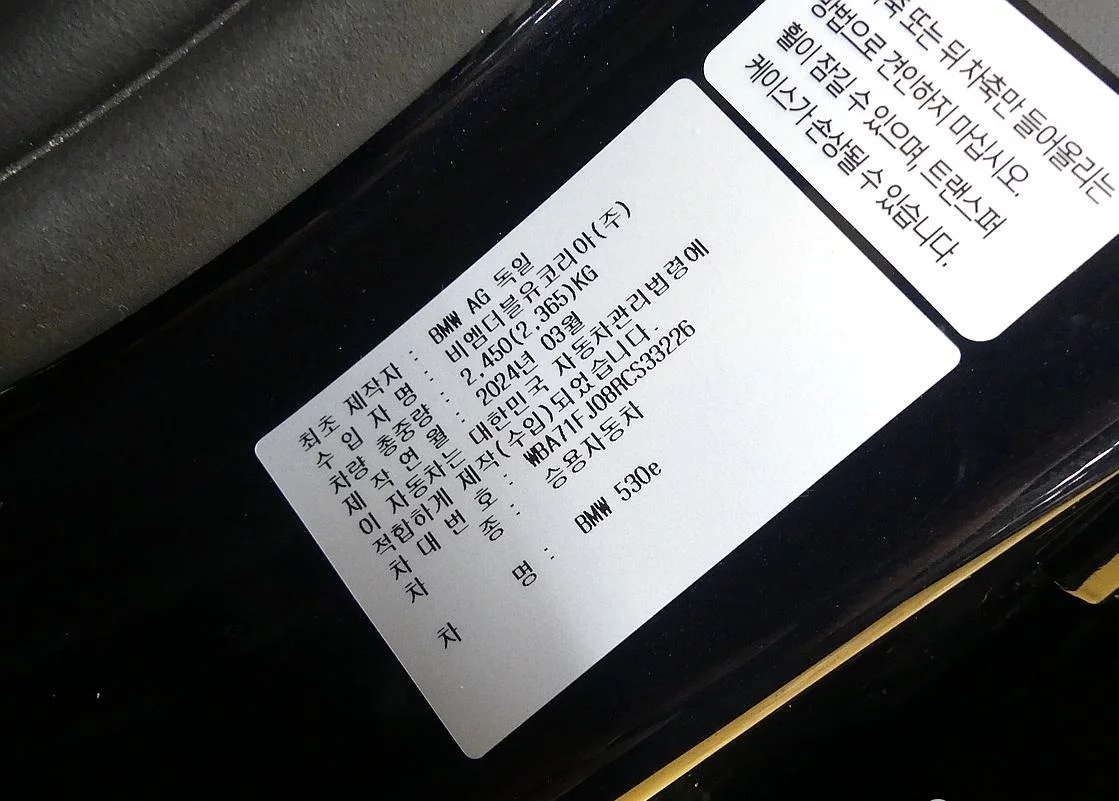 최초 제작자 : BMW AG 독일
수 입 자 명 : 비엠더블유코리아(주)
차량 총중량 : 2,450(2,365)KG
제 작 연 월 : 2024년 03월
이 자동차는 대한민국 자동차관리법령에
적합하게 제작(수입)되었습니다.
차 대 번 호 : WBA71FJ08RCS33226
차 종 : 승용자동차
차 명 : BMW 530e
또는 뒤 차축만 들어올리는
방법으로 견인하지 마십시오.
휠이 잠길 수 있으며 트랜스퍼
케이스가 손상될 수 있습니다.